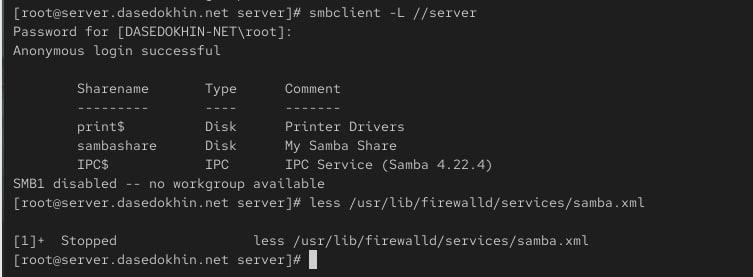 [root@server.dasedokhin.net server]# smbclient -L //server
Password for [DASEDOKHIN-NET\root]:
Anonymous login successful
Sharename Type Comment
--------- ---- -------
print$ Disk Printer Drivers
sambashare Disk My Samba Share
IPC$ IPC IPC Service (Samba 4.22.4)
SMB1 disabled -- no workgroup available
[root@server.dasedokhin.net server]# less /usr/lib/firewalld/services/samba.xml
[1]+ Stopped less /usr/lib/firewalld/services/samba.xml
[root@server.dasedokhin.net server]#